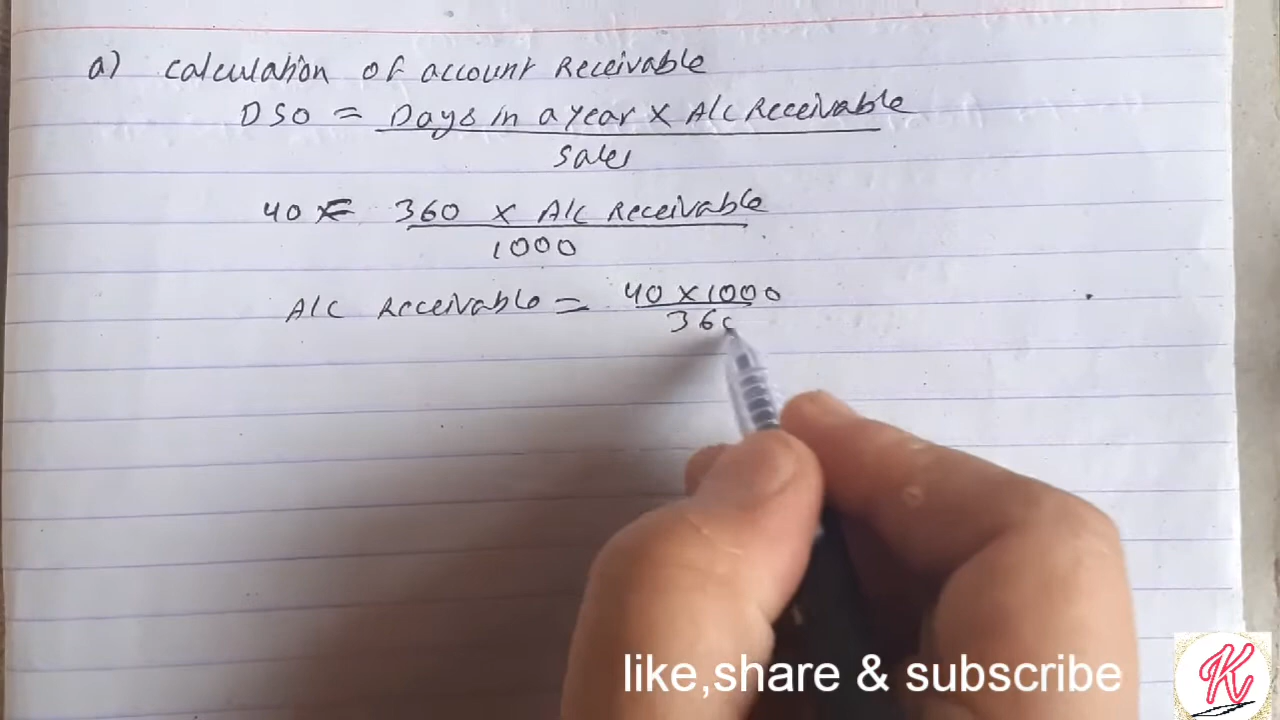 a) calculation of account Receivable
DSO = Days in a year X A/C Receivable
sales
40 = 360 X A/C Receivable
1000
A/C Receivable = 40 X 1000
360
like,share & subscribe
K